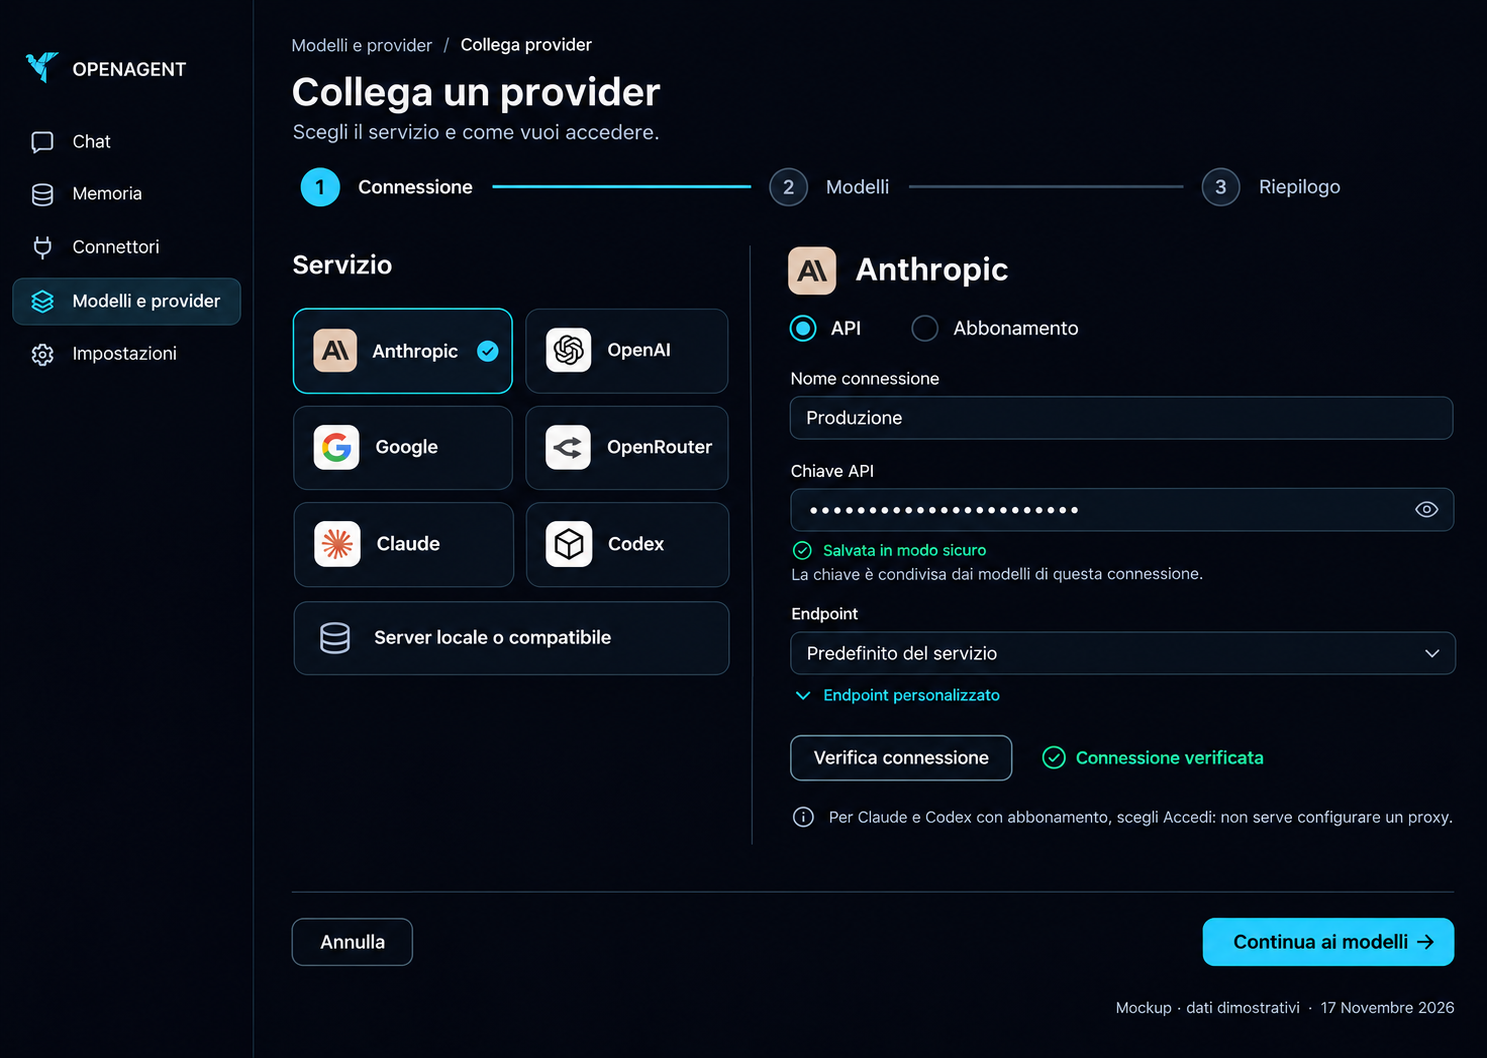 OPENAGENT
Chat
Memoria
Connettori
Modelli e provider
Impostazioni
Modelli e provider / Collega provider
Collega un provider
Scegli il servizio e come vuoi accedere.
1 Connessione
2 Modelli
3 Riepilogo
Servizio
Anthropic
OpenAI
Google
OpenRouter
Claude
Codex
Server locale o compatibile
Anthropic
API
Abbonamento
Nome connessione
Produzione
Chiave API
•••••••••••••••••••••••
Salvata in modo sicuro
La chiave è condivisa dai modelli di questa connessione.
Endpoint
Predefinito del servizio
Endpoint personalizzato
Verifica connessione
Connessione verificata
Per Claude e Codex con abbonamento, scegli Accedi: non serve configurare un proxy.
Annulla
Continua ai modelli →
Mockup · dati dimostrativi · 17 Novembre 2026